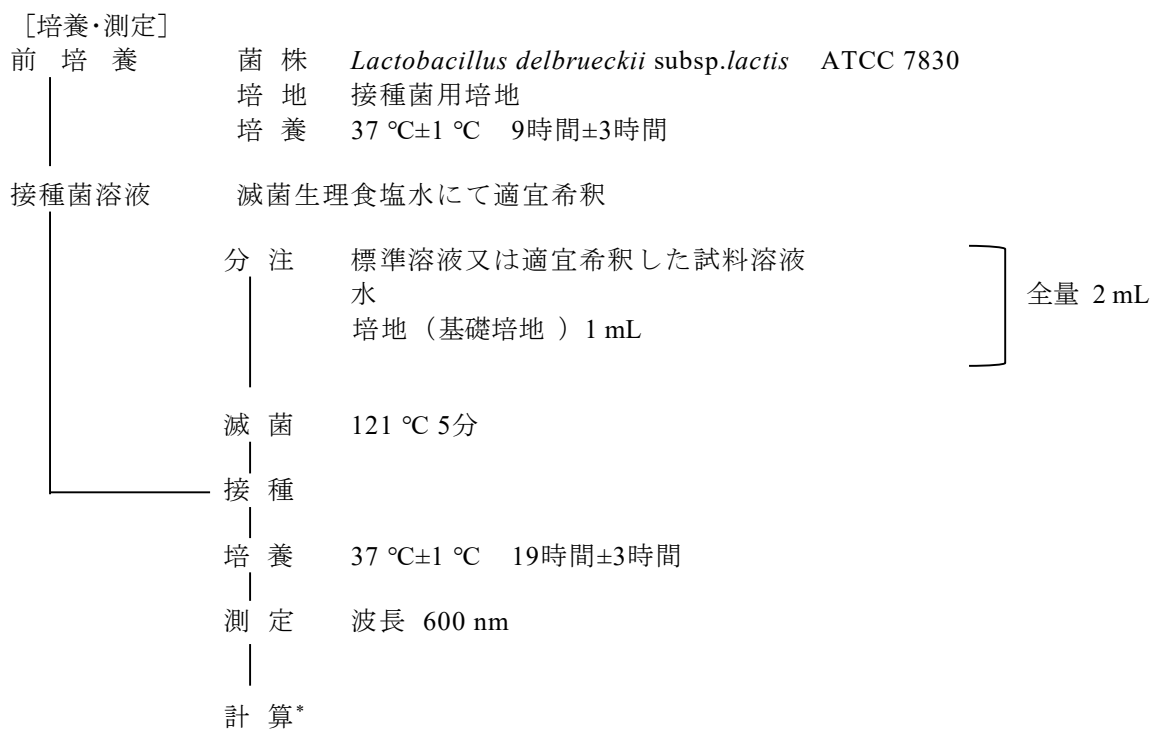 ［培養･測定］
前 培 養 菌 株 Lactobacillus delbrueckii subsp.lactis ATCC 7830
培 地 接種菌用培地
培 養 37 ℃±1 ℃ 9時間±3時間
接種菌溶液 滅菌生理食塩水にて適宜希釈
分 注 標準溶液又は適宜希釈した試料溶液
水
全量 2 mL
培地（基礎培地 ）1 mL
滅 菌 121 ℃ 5分
接 種
培 養 37 ℃±1 ℃ 19時間±3時間
測 定 波長 600 nm
計 算*